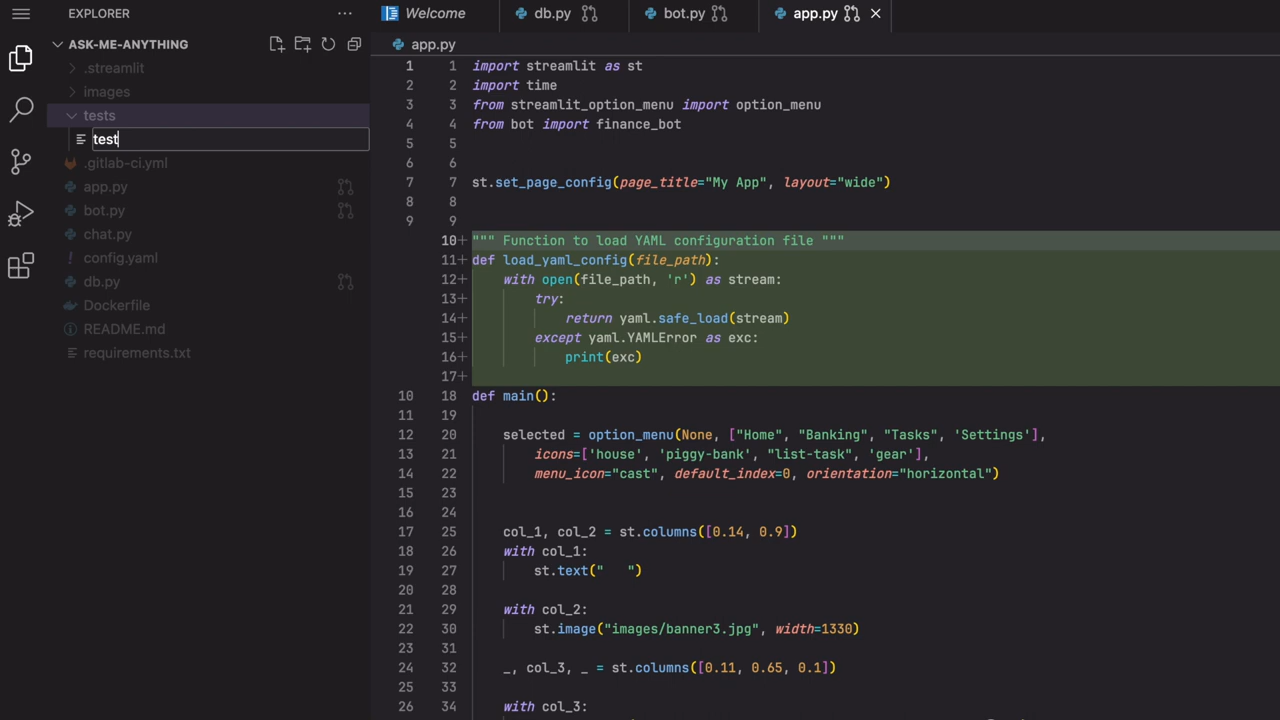 EXPLORER
ASK-ME-ANYTHING
.streamlit
images
tests
test
.gitlab-ci.yml
app.py
bot.py
chat.py
config.yaml
db.py
Dockerfile
README.md
requirements.txt
Welcome
db.py
bot.py
app.py
app.py
1 1 import streamlit as st
2 2 import time
3 3 from streamlit_option_menu import option_menu
4 4 from bot import finance_bot
5 5
6 6
7 7 st.set_page_config(page_title="My App", layout="wide")
8 8
9 9
10+ """ Function to load YAML configuration file """
11+ def load_yaml_config(file_path):
12+ with open(file_path, 'r') as stream:
13+ try:
14+ return yaml.safe_load(stream)
15+ except yaml.YAMLError as exc:
16+ print(exc)
17+
10 18 def main():
11 19
12 20 selected = option_menu(None, ["Home", "Banking", "Tasks", 'Settings'],
13 21 icons=['house', 'piggy-bank', "list-task", 'gear'],
14 22 menu_icon="cast", default_index=0, orientation="horizontal")
15 23
16 24
17 25 col_1, col_2 = st.columns([0.14, 0.9])
18 26 with col_1:
19 27 st.text("   ")
20 28
21 29 with col_2:
22 30 st.image("images/banner3.jpg", width=1330)
23 31
24 32 _, col_3, _ = st.columns([0.11, 0.65, 0.1])
25 33
26 34 with col_3: